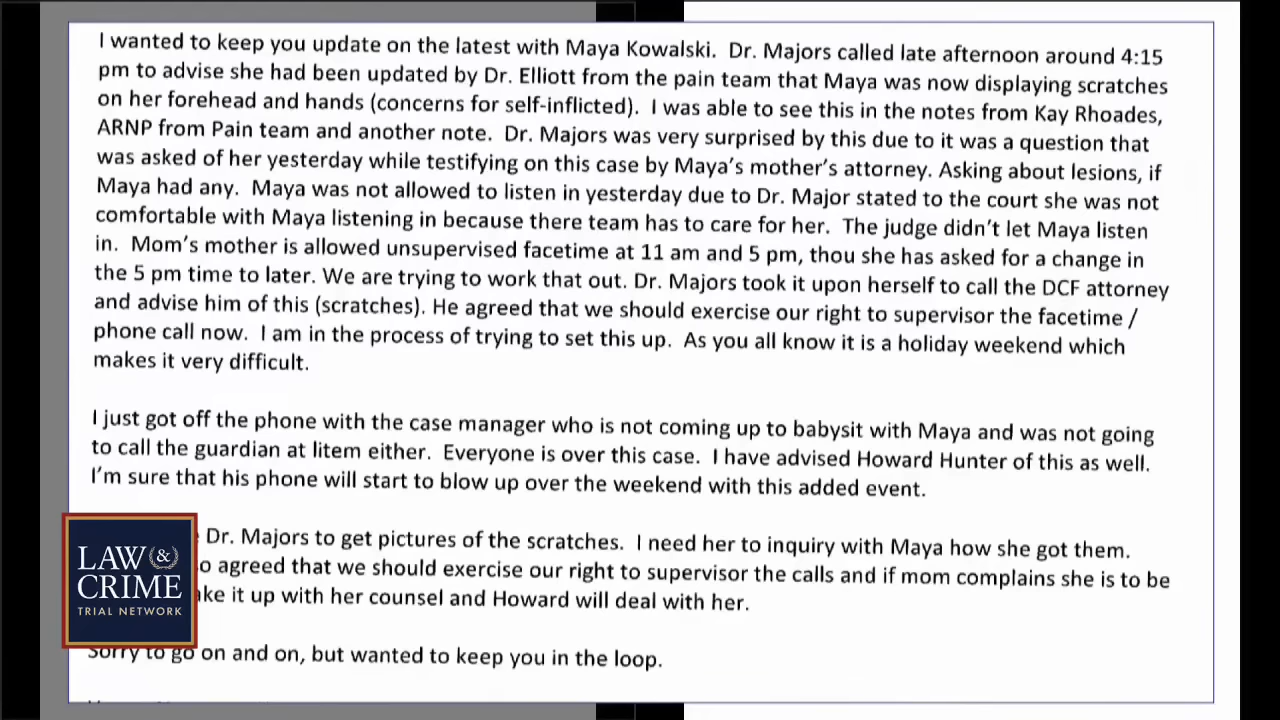 I wanted to keep you update on the latest with Maya Kowalski.  Dr. Majors called late afternoon around 4:15
pm to advise she had been updated by Dr. Elliott from the pain team that Maya was now displaying scratches
on her forehead and hands (concerns for self-inflicted).  I was able to see this in the notes from Kay Rhoades,
ARNP from Pain team and another note.  Dr. Majors was very surprised by this due to it was a question that
was asked of her yesterday while testifying on this case by Maya's mother's attorney. Asking about lesions, if
Maya had any.  Maya was not allowed to listen in yesterday due to Dr. Major stated to the court she was not
comfortable with Maya listening in because there team has to care for her.  The judge didn't let Maya listen
in.  Mom's mother is allowed unsupervised facetime at 11 am and 5 pm, thou she has asked for a change in
the 5 pm time to later. We are trying to work that out. Dr. Majors took it upon herself to call the DCF attorney
and advise him of this (scratches). He agreed that we should exercise our right to supervisor the facetime /
phone call now.  I am in the process of trying to set this up.  As you all know it is a holiday weekend which
makes it very difficult.
I just got off the phone with the case manager who is not coming up to babysit with Maya and was not going
to call the guardian at litem either.  Everyone is over this case.  I have advised Howard Hunter of this as well.
I'm sure that his phone will start to blow up over the weekend with this added event.
Dr. Majors to get pictures of the scratches.  I need her to inquiry with Maya how she got them.
agreed that we should exercise our right to supervisor the calls and if mom complains she is to be
it up with her counsel and Howard will deal with her.
Sorry to go on and on, but wanted to keep you in the loop.
LAW &
CRIME
TRIAL NETWORK